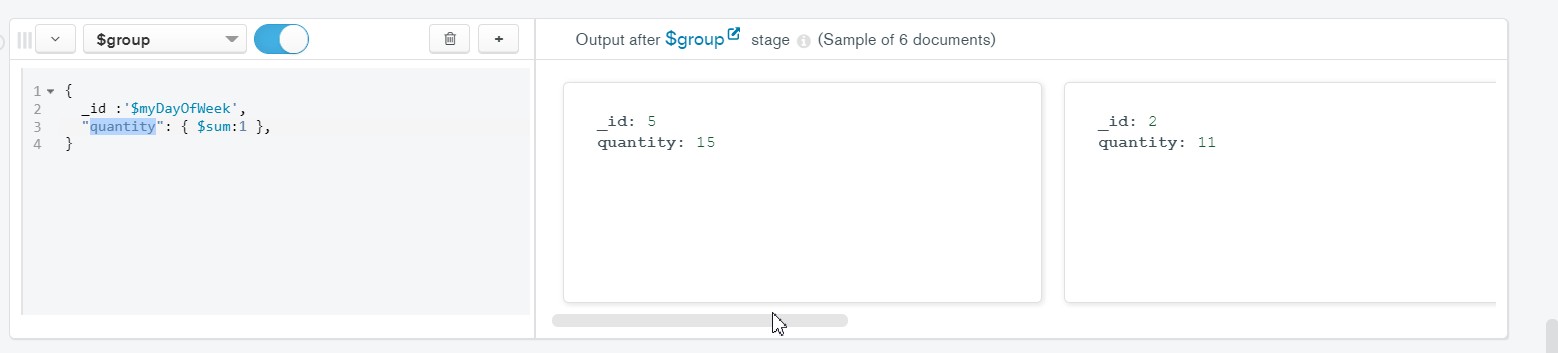 $group
+
Output after $group stage (Sample of 6 documents)
1 {
2 _id :'$myDayOfWeek',
3 "quantity": { $sum:1 },
4 }
_id: 5
quantity: 15
_id: 2
quantity: 11